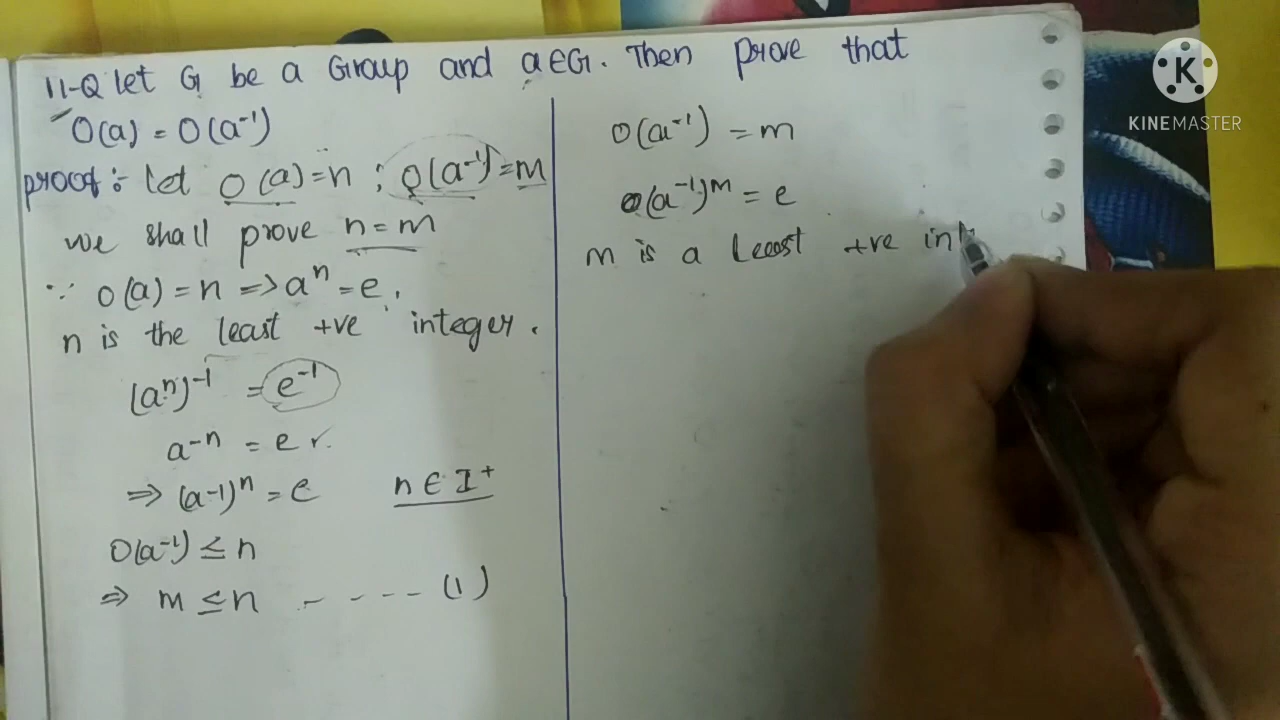 11-Q let G be a Group and a∈G. Then prove that
O(a) = O(a⁻¹)
proof:- let O(a)=n ; O(a⁻¹)=m
we shall prove n=m
∵ O(a) = n => aⁿ = e.
n is the least +ve integer.
(aⁿ)⁻¹ = e⁻¹
a⁻ⁿ = e
=> (a-1)ⁿ = e n ∈ I⁺
O(a⁻¹) ≤ n
=> m ≤ n - - - - - (1)
O(a⁻¹) = m
(a⁻¹)ᵐ = e
m is a Least +ve int
K
KINEMASTER